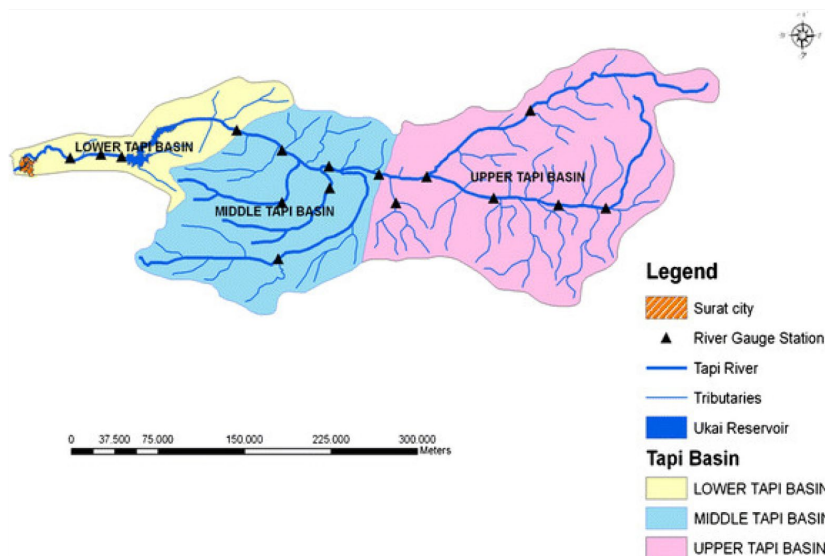 LOWER TAPI BASIN
MIDDLE TAPI BASIN
UPPER TAPI BASIN
Legend
Surat city
River Gauge Station
Tapi River
Tributaries
Ukai Reservoir
Tapi Basin
LOWER TAPI BASIN
MIDDLE TAPI BASIN
UPPER TAPI BASIN
0 37.500 75.000 150.000 225.000 300.000
Meters